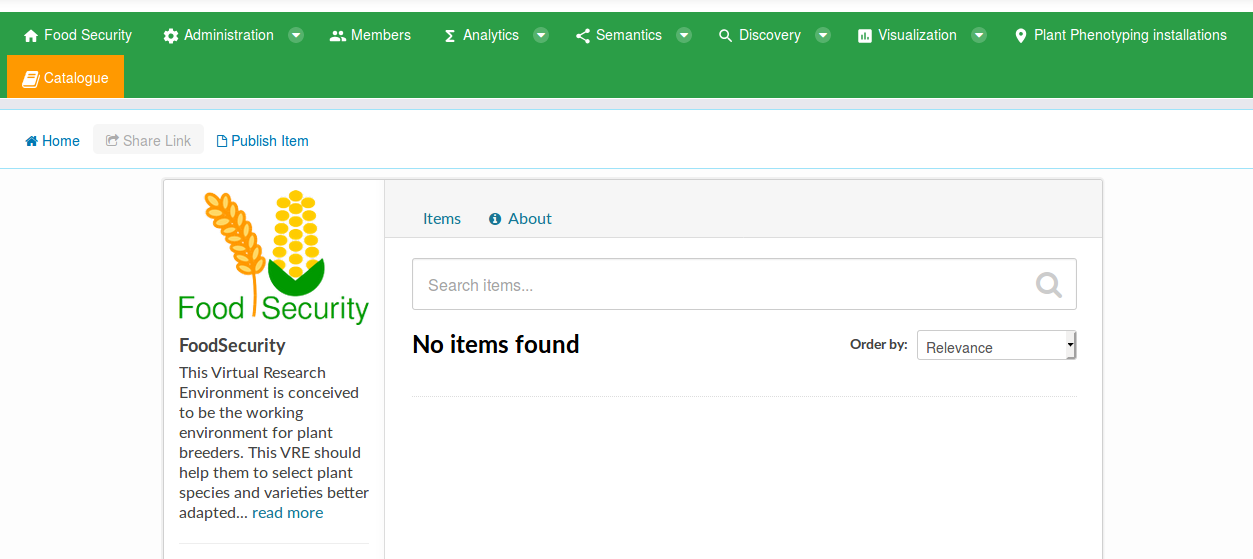 Food Security Administration Members Analytics Semantics Discovery Visualization Plant Phenotyping installations
Catalogue
Home Share Link Publish Item
Food Security
FoodSecurity
This Virtual Research
Environment is conceived
to be the working
environment for plant
breeders. This VRE should
help them to select plant
species and varieties better
adapted... read more
Items About
Search items...
No items found
Order by: Relevance